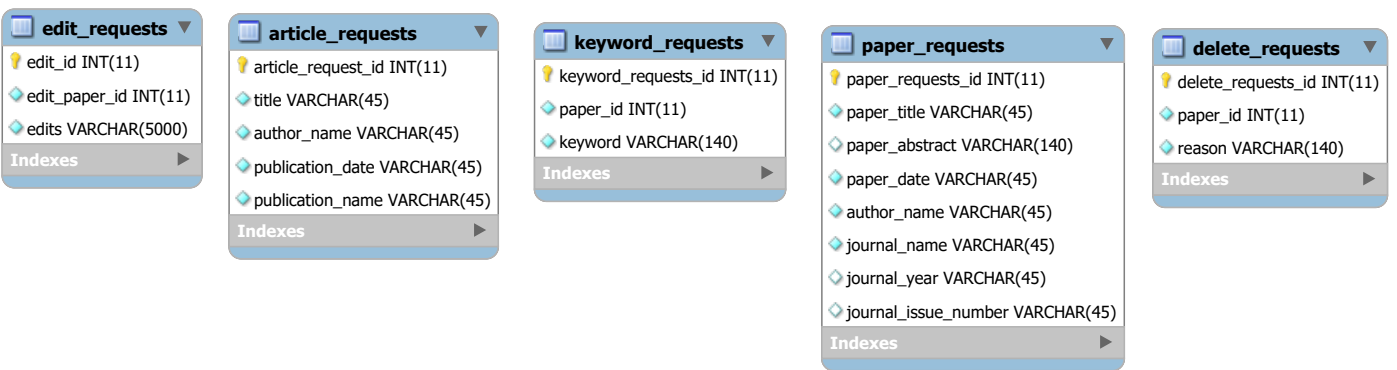 edit_requests
edit_id INT(11)
edit_paper_id INT(11)
edits VARCHAR(5000)
Indexes
article_requests
article_request_id INT(11)
title VARCHAR(45)
author_name VARCHAR(45)
publication_date VARCHAR(45)
publication_name VARCHAR(45)
Indexes
keyword_requests
keyword_requests_id INT(11)
paper_id INT(11)
keyword VARCHAR(140)
Indexes
paper_requests
paper_requests_id INT(11)
paper_title VARCHAR(45)
paper_abstract VARCHAR(140)
paper_date VARCHAR(45)
author_name VARCHAR(45)
journal_name VARCHAR(45)
journal_year VARCHAR(45)
journal_issue_number VARCHAR(45)
Indexes
delete_requests
delete_requests_id INT(11)
paper_id INT(11)
reason VARCHAR(140)
Indexes